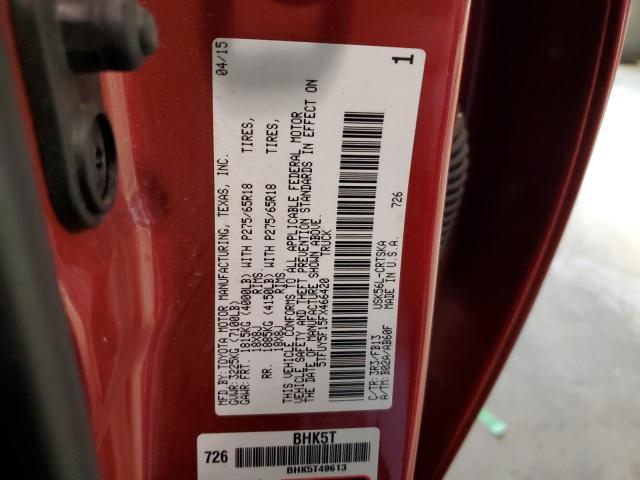 MFD. BY:TOYOTA MOTOR MANUFACTURING, TEXAS, INC. 04/15
GVWR:3225KG (7100LB)
GAWR:FRT. 1815KG (4000LB) WITH P275/65R18 TIRES,
18X8J RIMS,
RR. 1885KG (4150LB) WITH P275/65R18 TIRES,
18X8J RIMS.
THIS VEHICLE CONFORMS TO ALL APPLICABLE FEDERAL MOTOR
VEHICLE SAFETY AND THEFT PREVENTION STANDARDS IN EFFECT ON
THE DATE OF MANUFACTURE SHOWN ABOVE.
5TFUY5F15FX466420 TRUCK
1
726
C/TR:3R3/FB13 USK56L-CRTSKA
A/TM:B02A/AB60F MADE IN U.S.A.
BHK5T
726
BHK5T49613